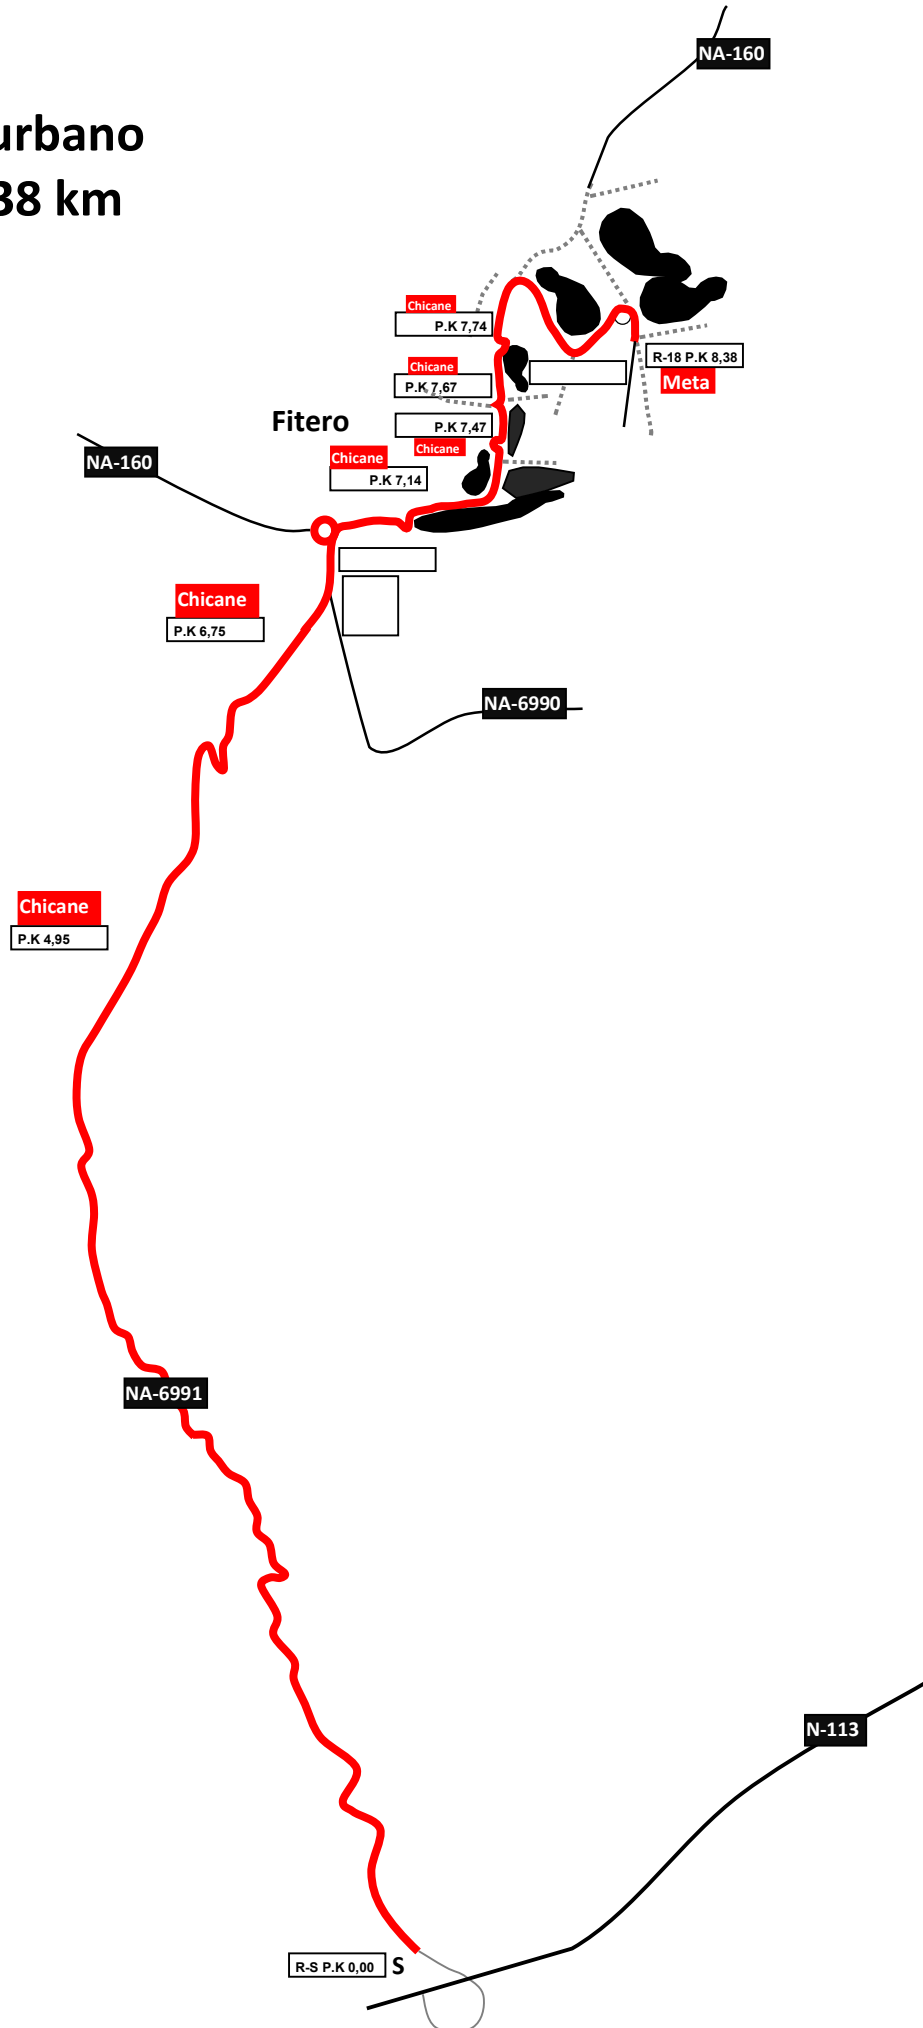 NA-160
urbano
38 km
Chicane
P.K 7,74
R-18 P.K 8,38
Meta
Chicane
P.K 7,67
Fitero
P.K 7,47
Chicane
Chicane
P.K 7,14
NA-160
Chicane
P.K 6,75
NA-6990
Chicane
P.K 4,95
NA-6991
N-113
R-S P.K 0,00 S